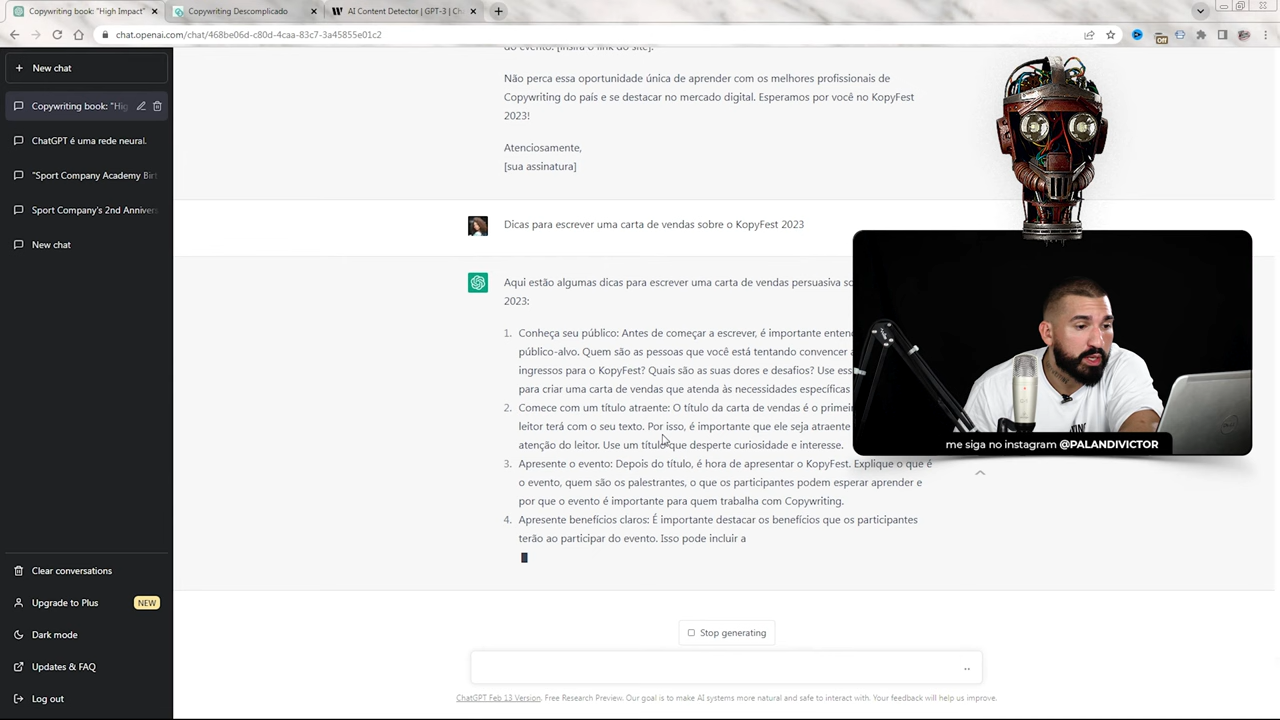 Copywriting book: "High Impact"
Copywriting Descomplicado
AI Content Detector | GPT-3 | Ch
chat.openai.com/chat/468be06d-c80d-4caa-83c7-3a45855e01c2
Off
New chat
Copywriting book: "Hig
ChatGPT é uma rede neural.
"Sport Company Academy Birt
Sport Company's 2nd Annivers
New chat
Clear conversations
Upgrade to Plus
NEW
Dark mode
Updates & FAQ
Log out
do evento: [insira o link do site].
Não perca essa oportunidade única de aprender com os melhores profissionais de
Copywriting do país e se destacar no mercado digital. Esperamos por você no KopyFest
2023!
Atenciosamente,
[sua assinatura]
Dicas para escrever uma carta de vendas sobre o KopyFest 2023
Aqui estão algumas dicas para escrever uma carta de vendas persuasiva so
2023:
1. Conheça seu público: Antes de começar a escrever, é importante enten
público-alvo. Quem são as pessoas que você está tentando convencer a
ingressos para o KopyFest? Quais são as suas dores e desafios? Use ess
para criar uma carta de vendas que atenda às necessidades específicas
2. Comece com um título atraente: O título da carta de vendas é o primei
leitor terá com o seu texto. Por isso, é importante que ele seja atraente
atenção do leitor. Use um título que desperte curiosidade e interesse.
3. Apresente o evento: Depois do título, é hora de apresentar o KopyFest. Explique o que é
o evento, quem são os palestrantes, o que os participantes podem esperar aprender e
por que o evento é importante para quem trabalha com Copywriting.
4. Apresente benefícios claros: É importante destacar os benefícios que os participantes
terão ao participar do evento. Isso pode incluir a
me siga no instagram @PALANDIVICTOR
Stop generating
ChatGPT Feb 13 Version. Free Research Preview. Our goal is to make AI systems more natural and safe to interact with. Your feedback will help us improve.